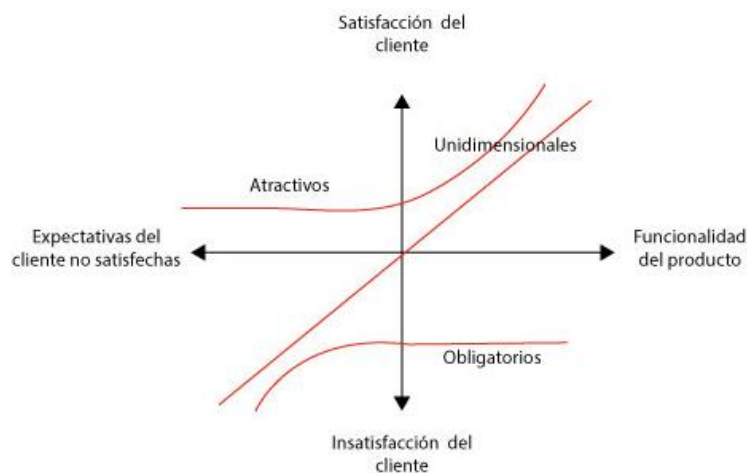 Satisfacción del
cliente
Unidimensionales
Atractivos
Expectativas del
cliente no satisfechas
Funcionalidad
del producto
Obligatorios
Insatisfacción del
cliente